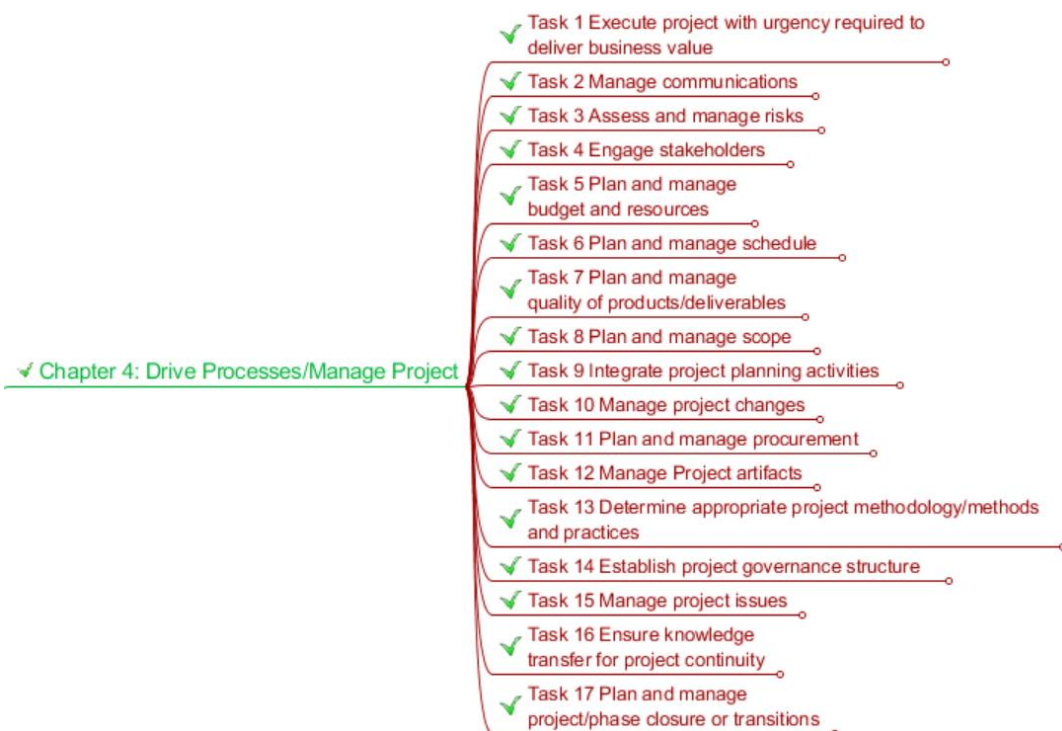 Task 1 Execute project with urgency required to
deliver business value
Task 2 Manage communications
Task 3 Assess and manage risks
Task 4 Engage stakeholders
Task 5 Plan and manage
budget and resources
Task 6 Plan and manage schedule
Task 7 Plan and manage
quality of products/deliverables
Task 8 Plan and manage scope
Chapter 4: Drive Processes/Manage Project
Task 9 Integrate project planning activities
Task 10 Manage project changes
Task 11 Plan and manage procurement
Task 12 Manage Project artifacts
Task 13 Determine appropriate project methodology/methods
and practices
Task 14 Establish project governance structure
Task 15 Manage project issues
Task 16 Ensure knowledge
transfer for project continuity
Task 17 Plan and manage
project/phase closure or transitions